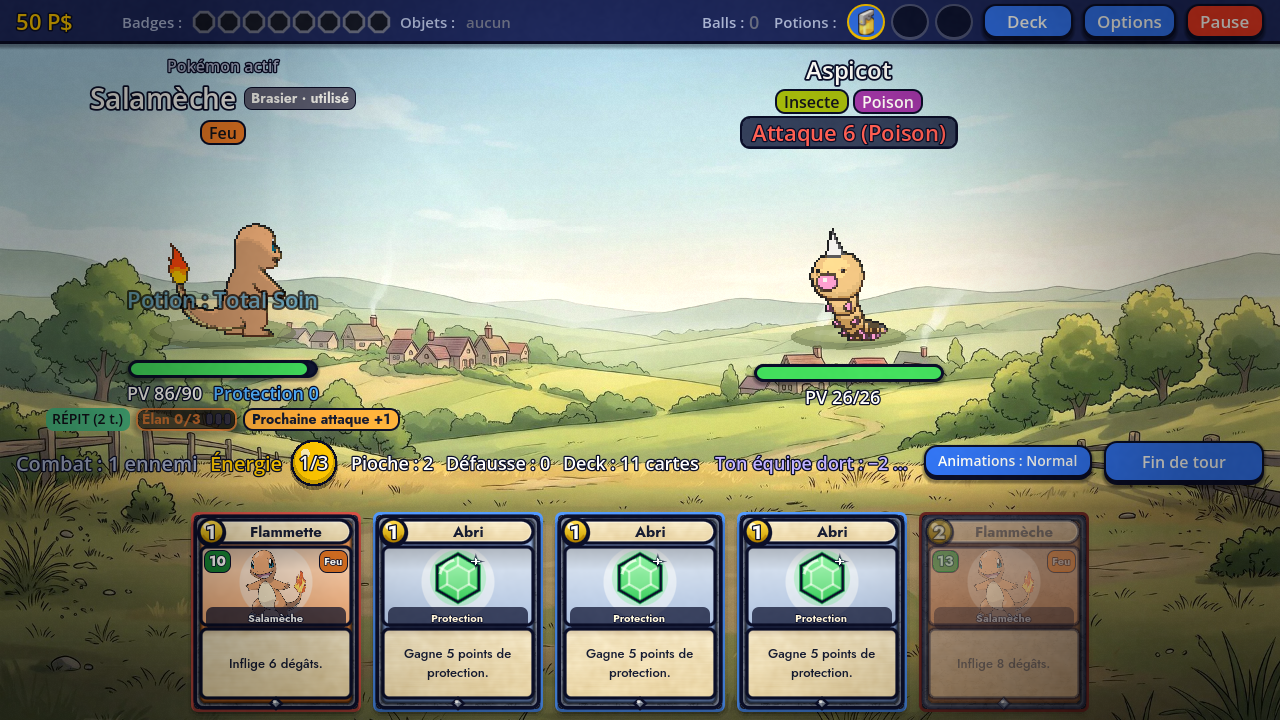 50 P$
Badges :
Objets :
aucun
Balls : 0
Potions :
Deck
Options
Pause
Pokémon actif
Salamèche
Brasier · utilisé
Feu
Aspicot
Insecte
Poison
Attaque 6 (Poison)
Potion : Total Soin
PV 86/90
Protection 0
RÉPIT (2 t.)
Élan 0/3
Prochaine attaque +1
PV 26/26
Combat : 1 ennemi
Énergie
1/3
Pioche : 2
Défausse : 0
Deck : 11 cartes
Ton équipe dort : −2 ...
Animations : Normal
Fin de tour
1
Flammette
10
Feu
Salamèche
Inflige 6 dégâts.
1
Abri
Protection
Gagne 5 points de
protection.
1
Abri
Protection
Gagne 5 points de
protection.
1
Abri
Protection
Gagne 5 points de
protection.
2
Flammèche
13
Feu
Salamèche
Inflige 8 dégâts.